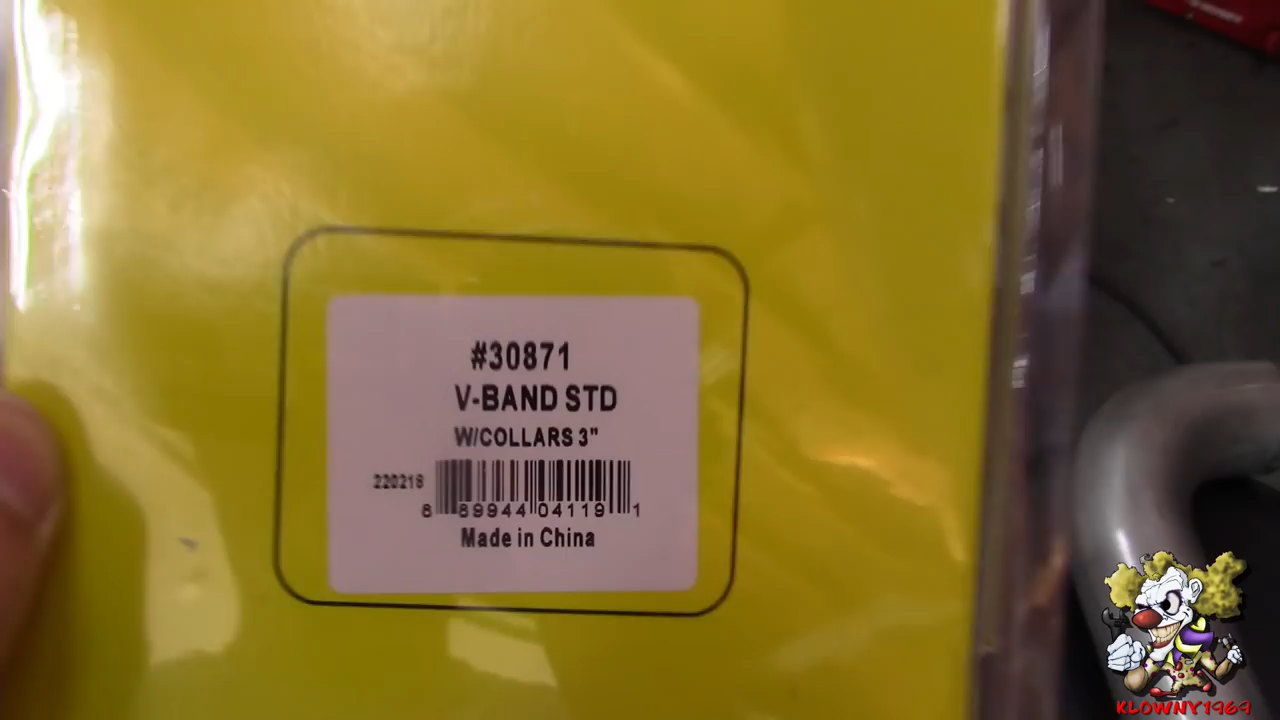 #30871
V-BAND STD
W/COLLARS 3"
220218
8 89944 04119 1
Made in China
KLOWNY1969